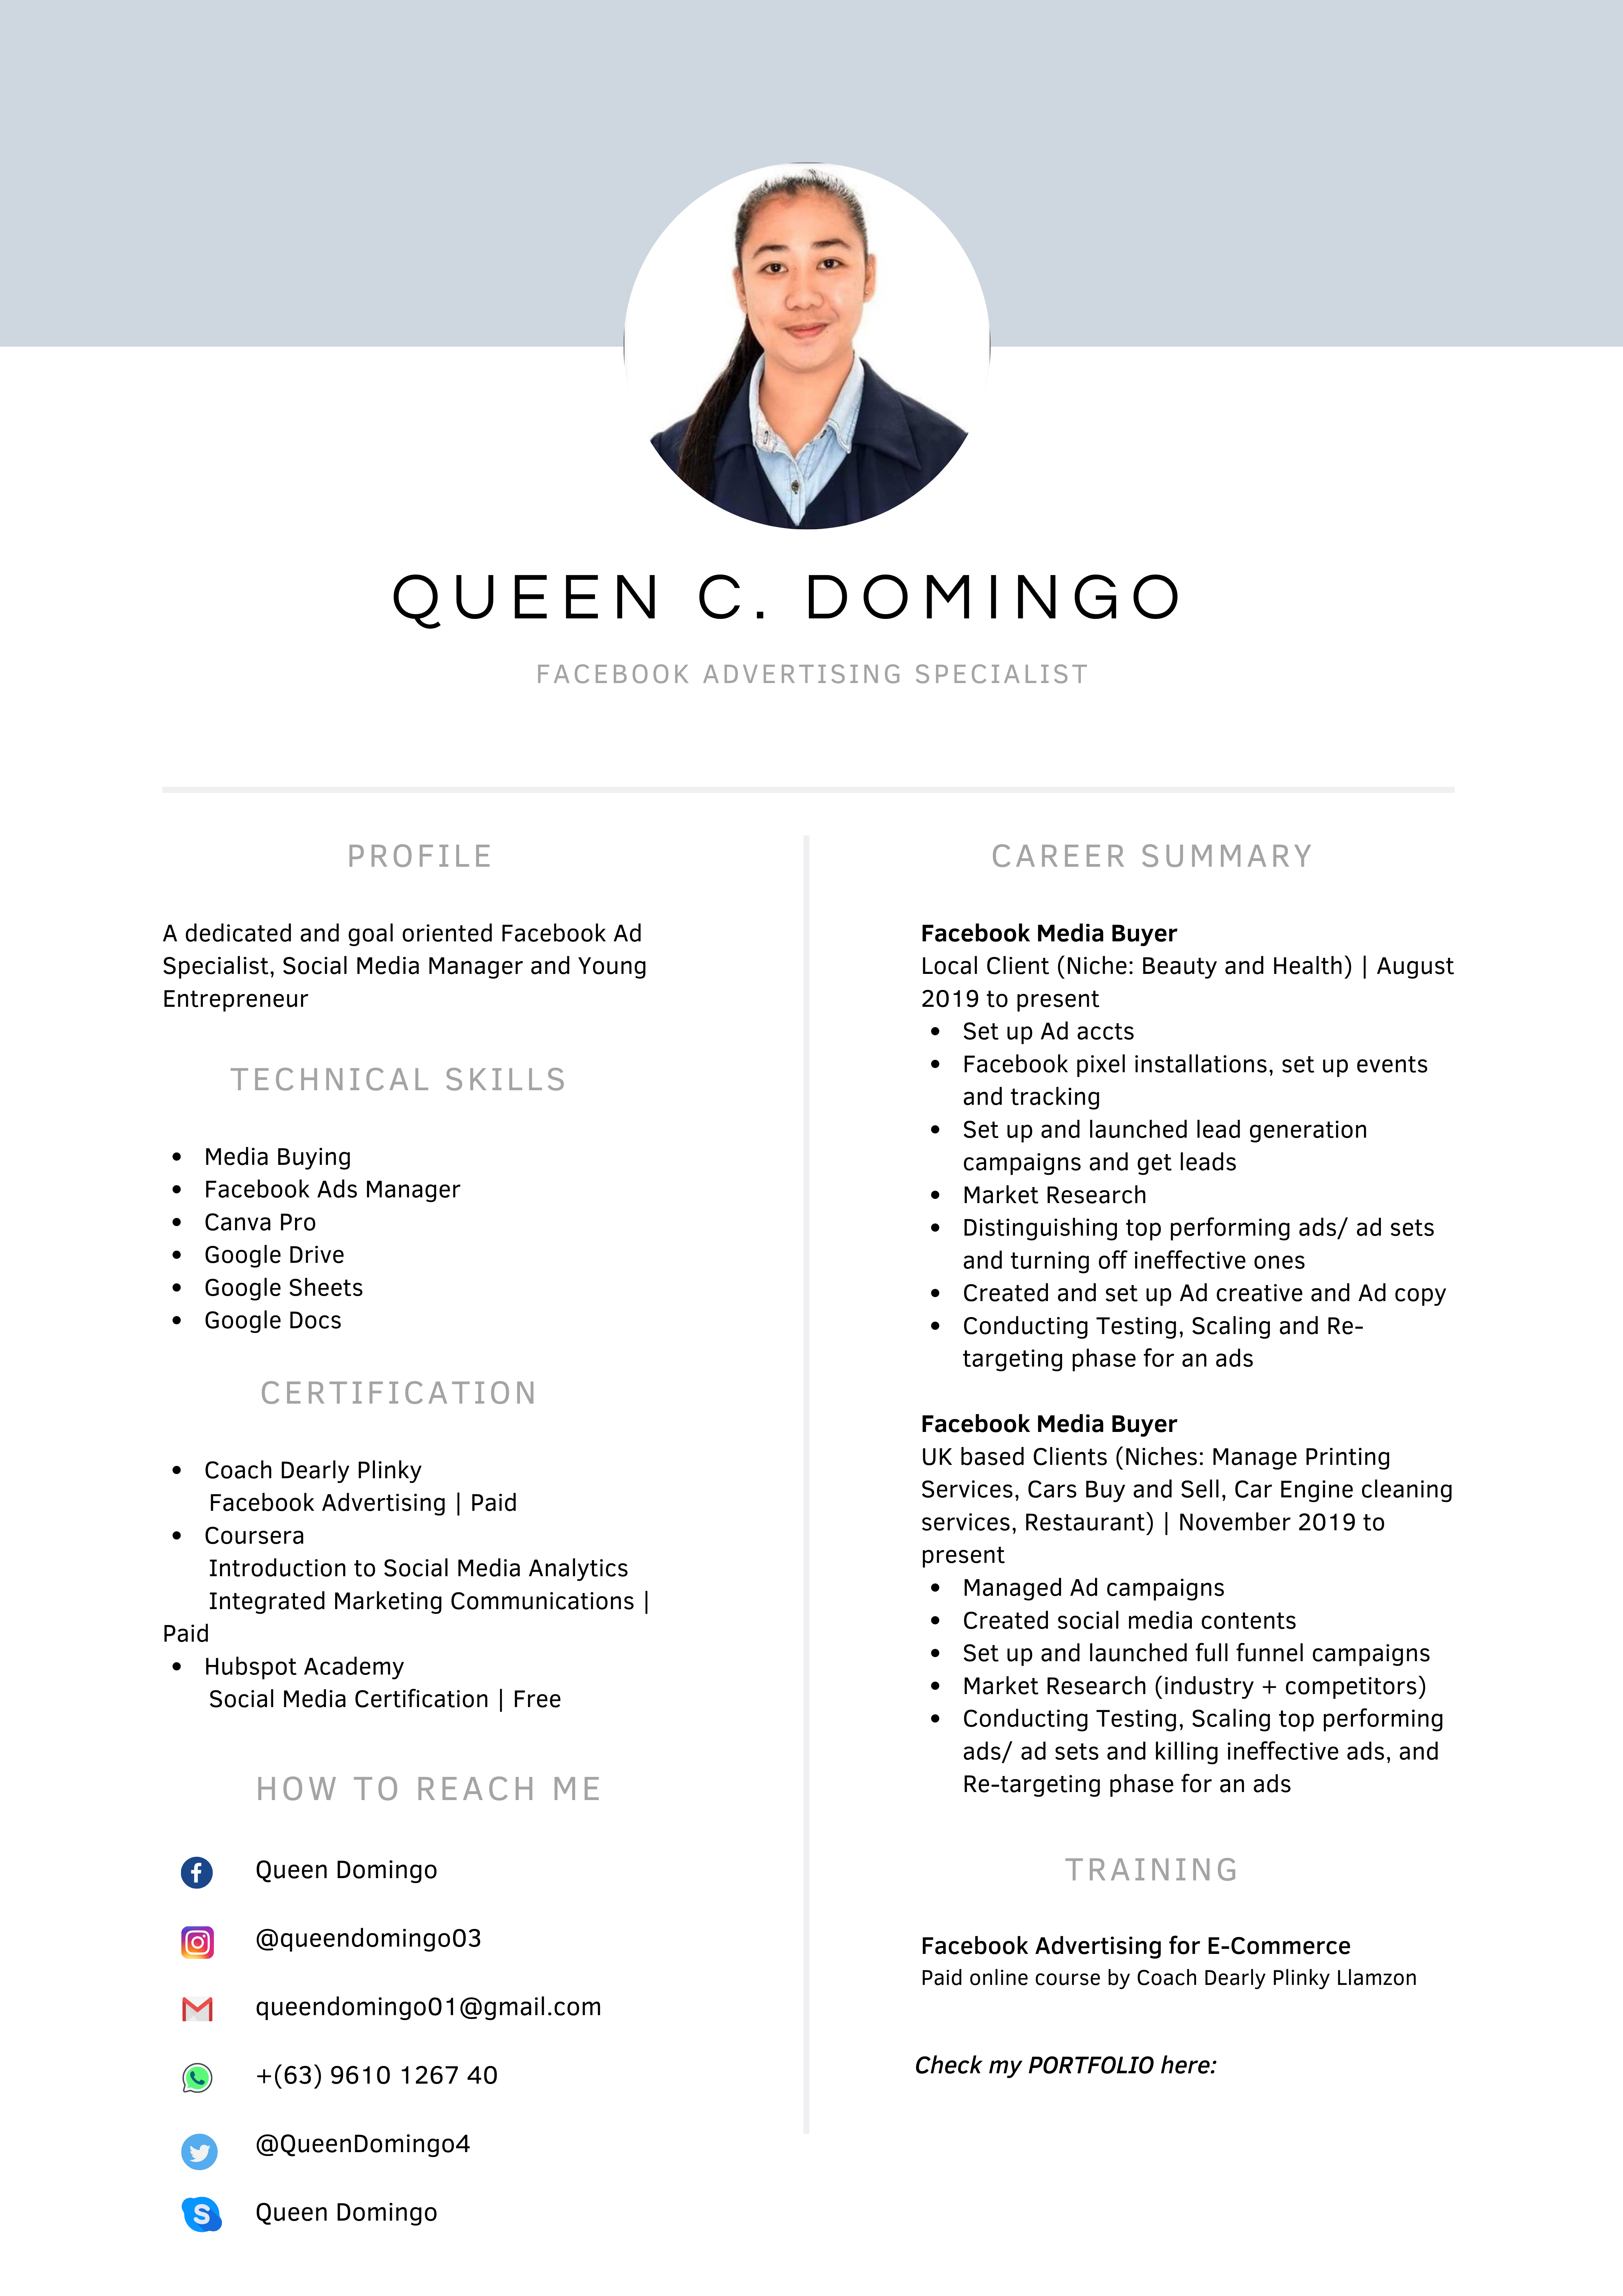 QUEEN C. DOMINGO
FACEBOOK ADVERTISING SPECIALIST
PROFILE
A dedicated and goal oriented Facebook Ad
Specialist, Social Media Manager and Young
Entrepreneur
TECHNICAL SKILLS
• Media Buying
• Facebook Ads Manager
• Canva Pro
• Google Drive
• Google Sheets
• Google Docs
CERTIFICATION
• Coach Dearly Plinky
Facebook Advertising | Paid
• Coursera
Introduction to Social Media Analytics
Integrated Marketing Communications |
Paid
• Hubspot Academy
Social Media Certification | Free
HOW TO REACH ME
Queen Domingo
@queendomingo03
queendomingo01@gmail.com
+(63) 9610 1267 40
@QueenDomingo4
Queen Domingo
CAREER SUMMARY
Facebook Media Buyer
Local Client (Niche: Beauty and Health) | August
2019 to present
• Set up Ad accts
• Facebook pixel installations, set up events
and tracking
• Set up and launched lead generation
campaigns and get leads
• Market Research
• Distinguishing top performing ads/ ad sets
and turning off ineffective ones
• Created and set up Ad creative and Ad copy
• Conducting Testing, Scaling and Re-
targeting phase for an ads
Facebook Media Buyer
UK based Clients (Niches: Manage Printing
Services, Cars Buy and Sell, Car Engine cleaning
services, Restaurant) | November 2019 to
present
• Managed Ad campaigns
• Created social media contents
• Set up and launched full funnel campaigns
• Market Research (industry + competitors)
• Conducting Testing, Scaling top performing
ads/ ad sets and killing ineffective ads, and
Re-targeting phase for an ads
TRAINING
Facebook Advertising for E-Commerce
Paid online course by Coach Dearly Plinky Llamzon
Check my PORTFOLIO here: